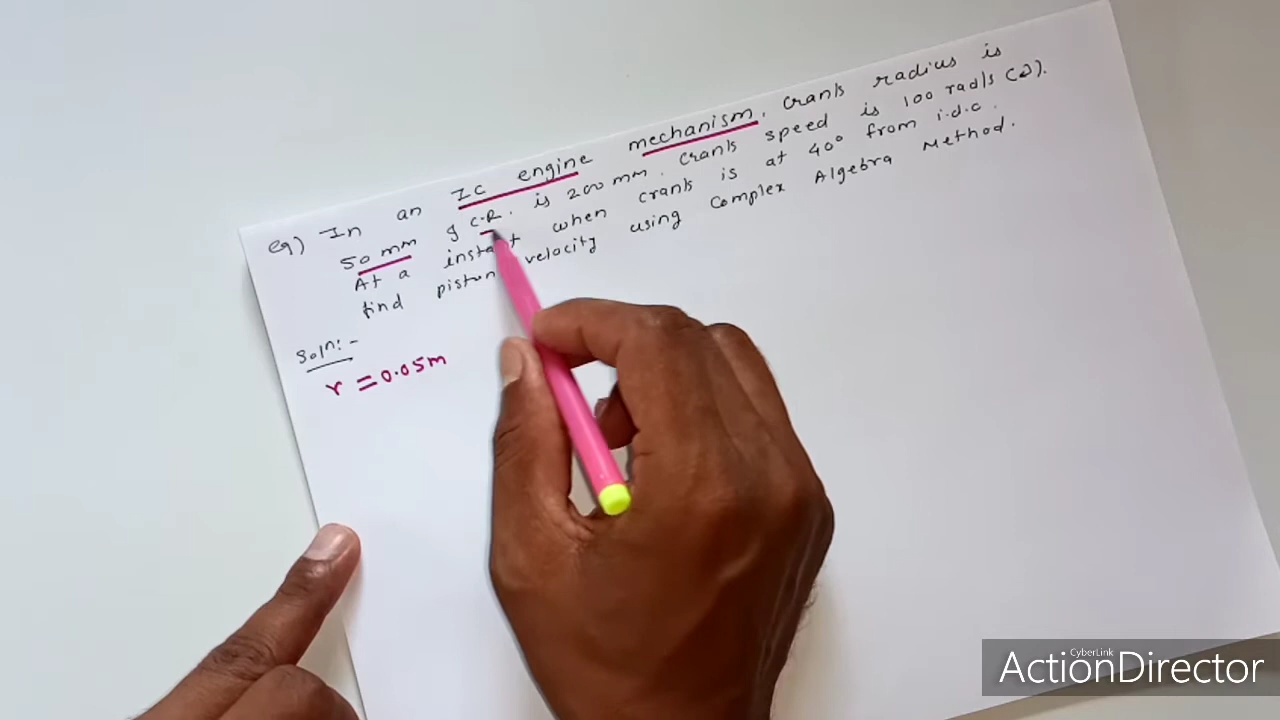 eg) In an Ic engine mechanism, crank radius is
50 mm & C.R. is 200 mm. crank speed is 100 rad/s (2).
At a instant when crank is at 40° from i.d.c.
find piston velocity using Complex Algebra Method.
Soln:-
r = 0.05m
CyberLink
ActionDirector